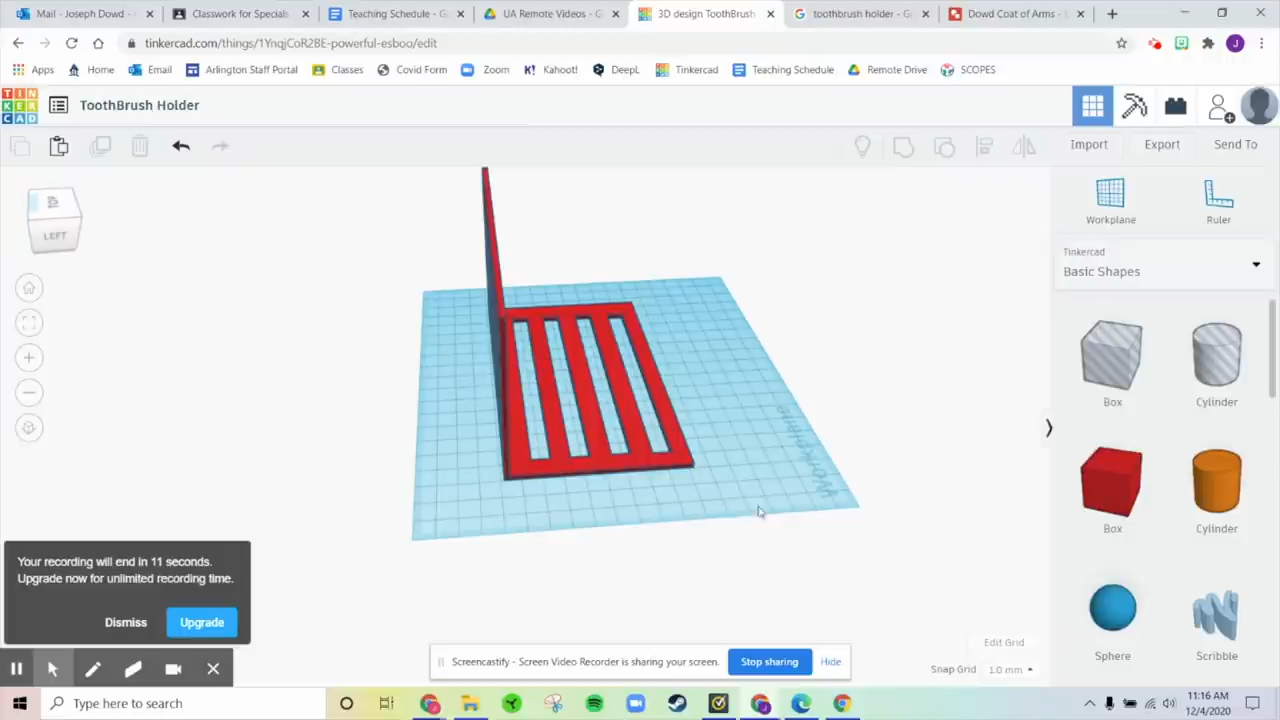 Mail - Joseph Dowd -
Classwork for Specials
Teaching Schedule - G
UA Remote Videos - G
3D design ToothBrush
toothbrush holder - G
Dowd Coat of Arms -
tinkercad.com/things/1YnqjCoR2BE-powerful-esboo/edit
J
Apps
Home
Email
Arlington Staff Portal
Classes
Covid Form
Zoom
K! Kahoot!
DeepL
Tinkercad
Teaching Schedule
Remote Drive
SCOPES
TIN
KER
CAD
ToothBrush Holder
Import
Export
Send To
LEFT
Workplane
Ruler
Tinkercad
Basic Shapes
Box
Cylinder
Box
Cylinder
Sphere
Scribble
Workplane
Your recording will end in 11 seconds.
Upgrade now for unlimited recording time.
Dismiss
Upgrade
Edit Grid
Snap Grid 1.0 mm
Screencastify - Screen Video Recorder is sharing your screen.
Stop sharing
Hide
Type here to search
11:16 AM
12/4/2020